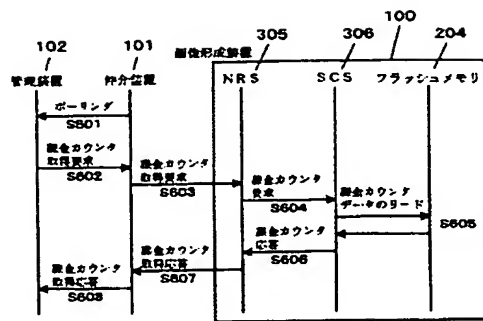 102
101
画像形成装置
305
306
100
204
管理装置
仲介装置
NRS
SCS
フラッシュメモリ
ポーリング
S601
課金カウンタ
取得要求
S602
課金カウンタ
取得要求
S603
課金カウンタ
要求
S604
課金カウンタ
データのリード
S605
課金カウンタ
応答
S606
課金カウンタ
取得応答
S607
課金カウンタ
取得応答
S608